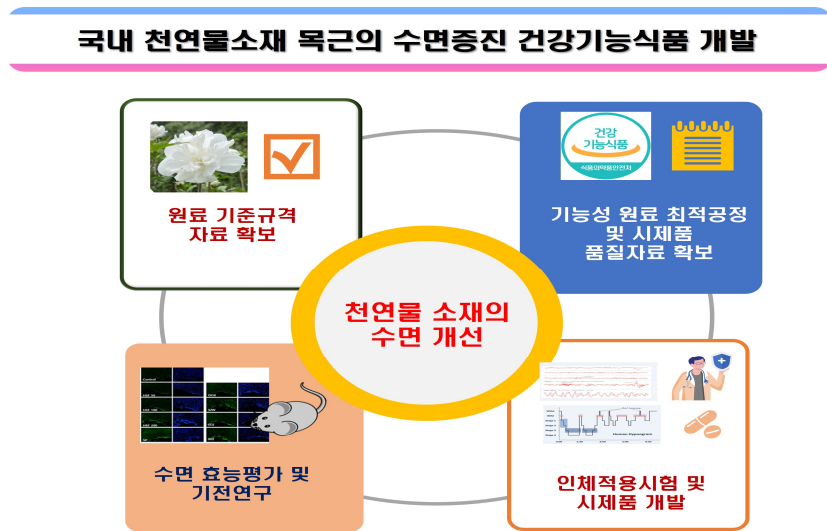 국내 천연물소재 목근의 수면증진 건강기능식품 개발
원료 기준규격
자료 확보
건강
기능식품
식품의약품안전처
기능성 원료 최적공정
및 시제품
품질자료 확보
천연물 소재의
수면 개선
Control
수면 효능평가 및
기전연구
Human Hypnogram
인체적용시험 및
시제품 개발